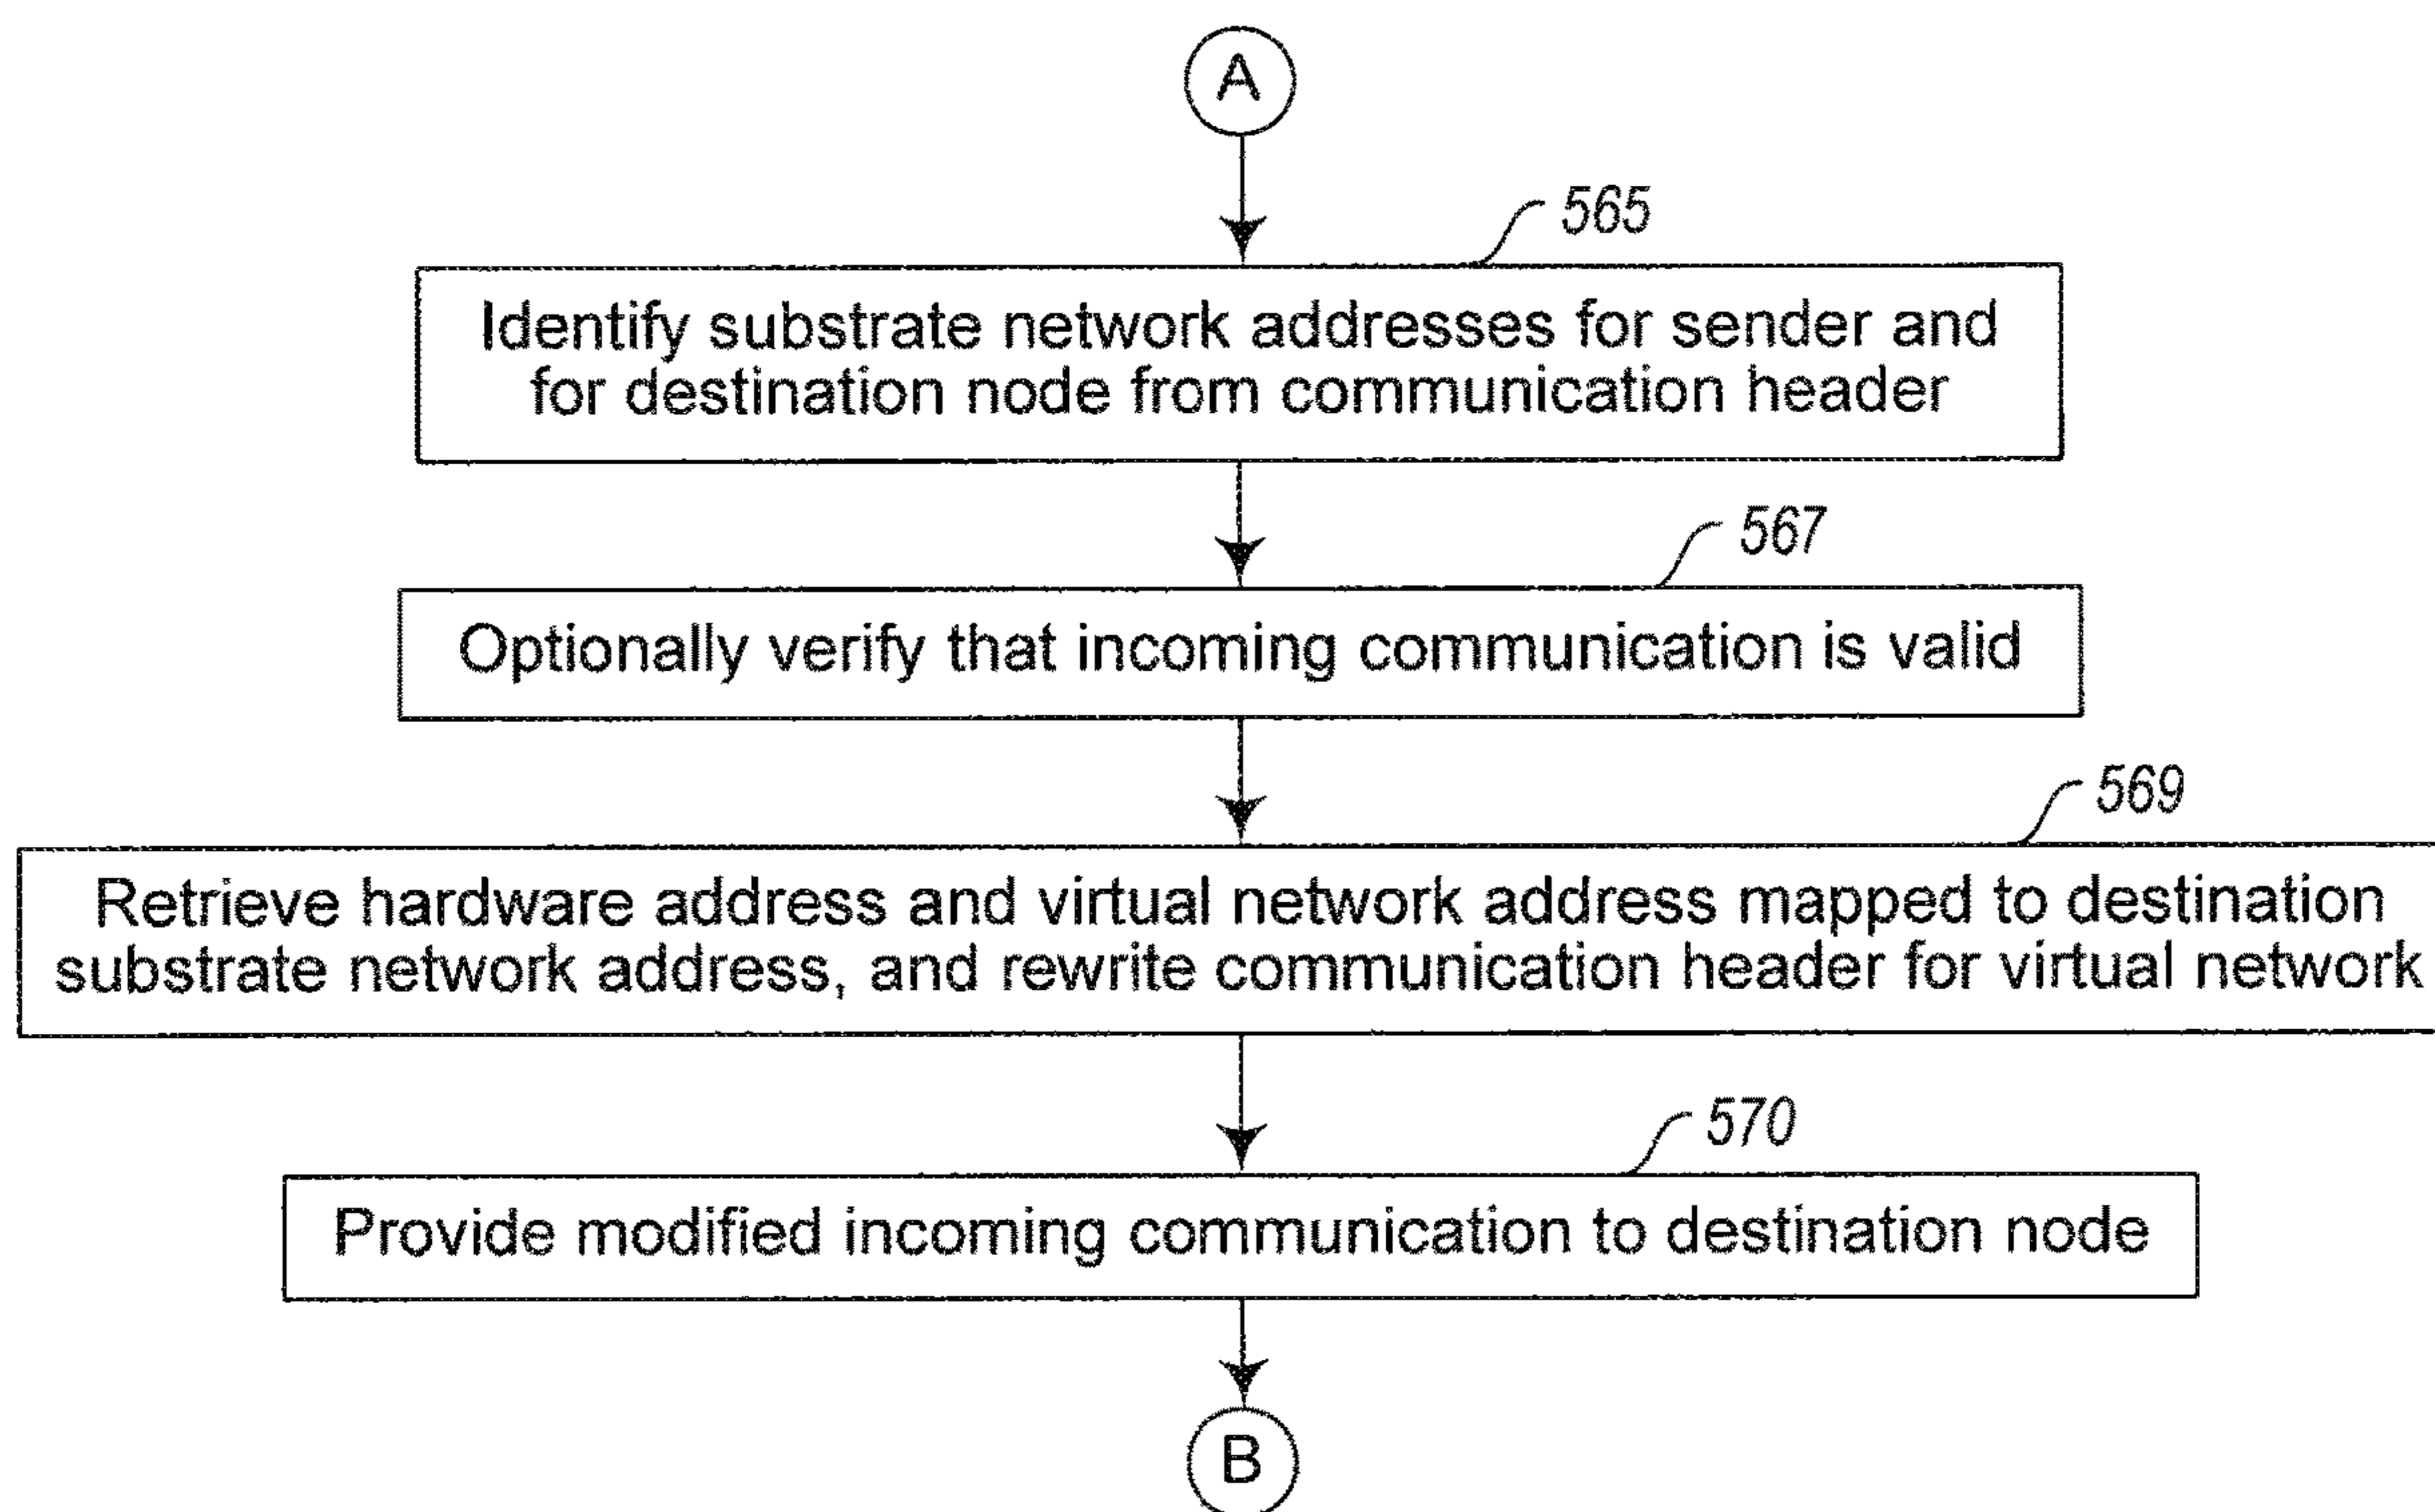 A
565
Identify substrate network addresses for sender and
for destination node from communication header
567
Optionally verify that incoming communication is valid
569
Retrieve hardware address and virtual network address mapped to destination
substrate network address, and rewrite communication header for virtual network
570
Provide modified incoming communication to destination node
B